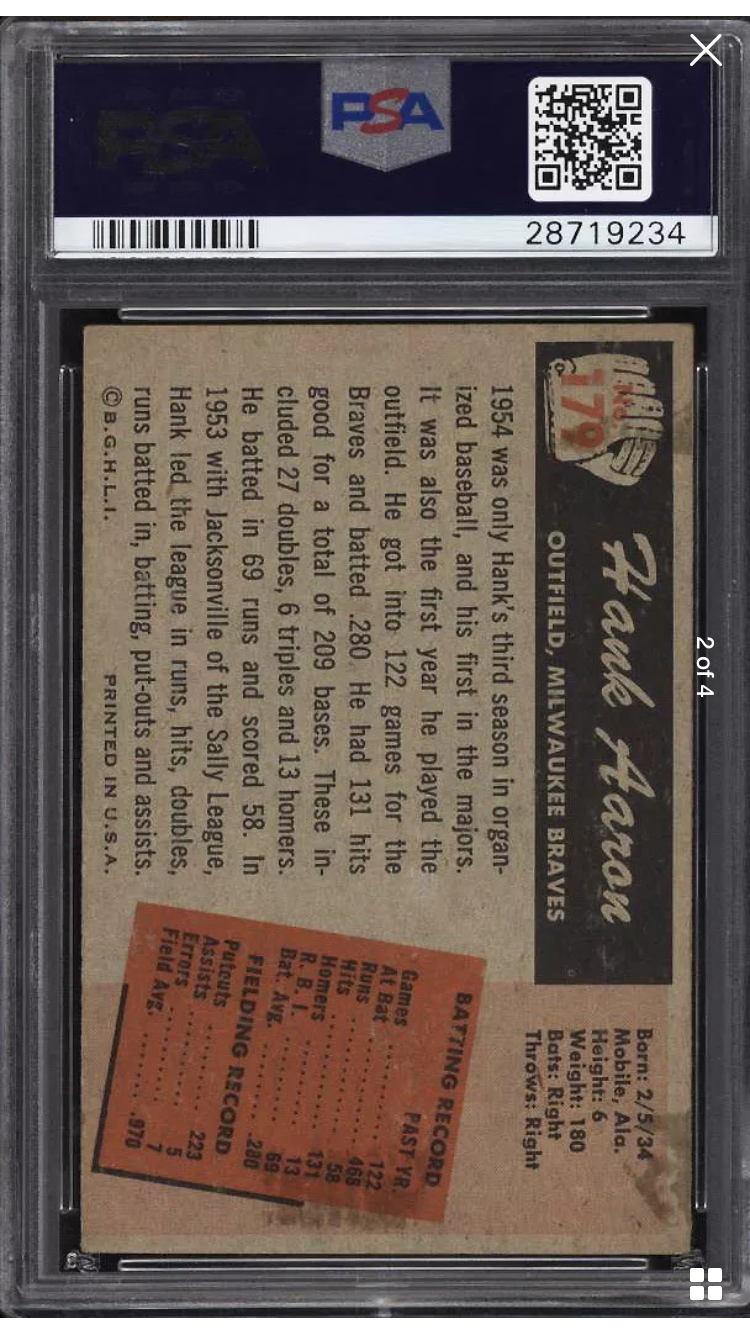 PSA
28719234
2 of 4
No.
179
Hank Aaron
OUTFIELD, MILWAUKEE BRAVES
Born: 2/5/34
Mobile, Ala.
Height: 6
Weight: 180
Bats: Right
Throws: Right
1954 was only Hank's third season in organ-
ized baseball, and his first in the majors.
It was also the first year he played the
outfield. He got into 122 games for the
Braves and batted .280. He had 131 hits
good for a total of 209 bases. These in-
cluded 27 doubles, 6 triples and 13 homers.
He batted in 69 runs and scored 58. In
1953 with Jacksonville of the Sally League,
Hank led the league in runs, hits, doubles,
runs batted in, batting, put-outs and assists.
©B.G.H.L.I. PRINTED IN U.S.A.
BATTING RECORD
PAST YR.
Games 122
At Bat 468
Runs 58
Hits 131
Homers 13
R. B. I. 69
Bat. Avg. .280
FIELDING RECORD
Putouts 223
Assists 5
Errors 7
Field Avg. .970